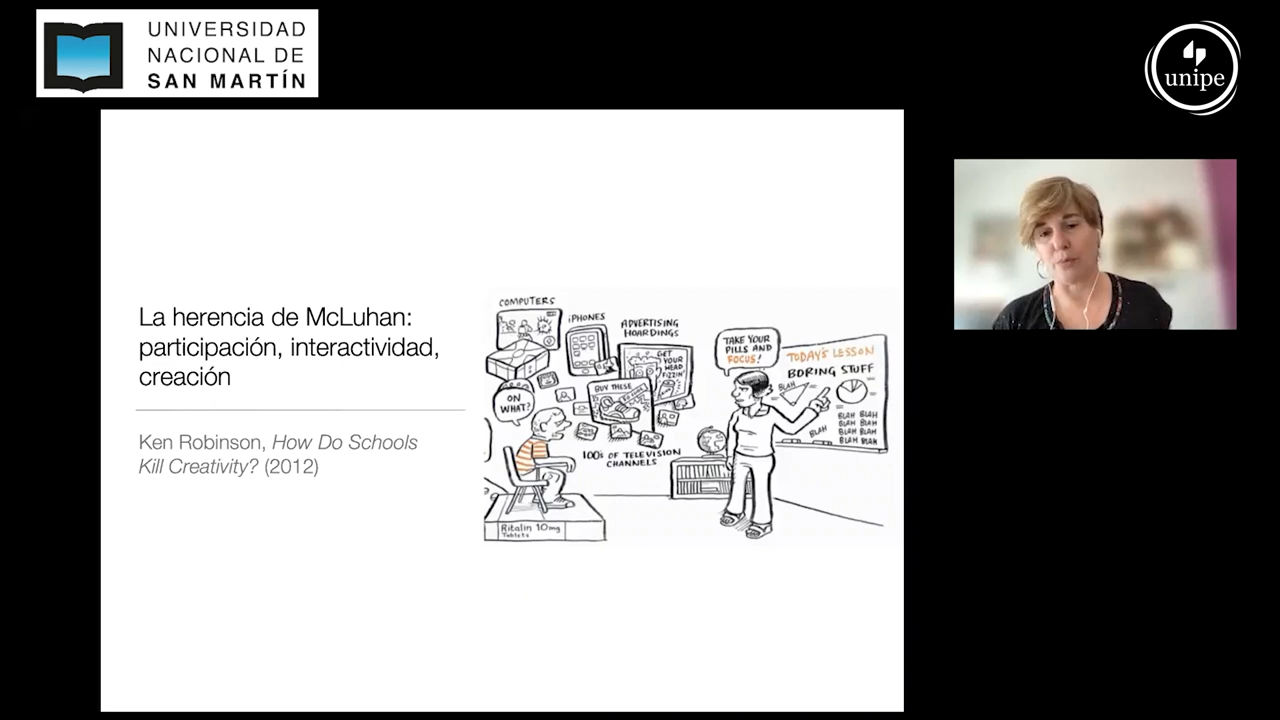 UNIVERSIDAD
NACIONAL DE
SAN MARTÍN
unipe
La herencia de McLuhan:
participación, interactividad,
creación
Ken Robinson, How Do Schools
Kill Creativity? (2012)
COMPUTERS
iPHONES
ADVERTISING
HOARDINGS
GET
YOUR
HEAD
FIZZIN'
BUY THESE
ON
WHAT?
100s OF TELEVISION
CHANNELS
TAKE YOUR
PILLS AND
FOCUS!
TODAY'S LESSON
BORING STUFF
BLAH
BLAH
BLAH BLAH
BLAH BLAH
BLAH BLAH
BLAH BLAH
Ritalin 10mg
Tablets